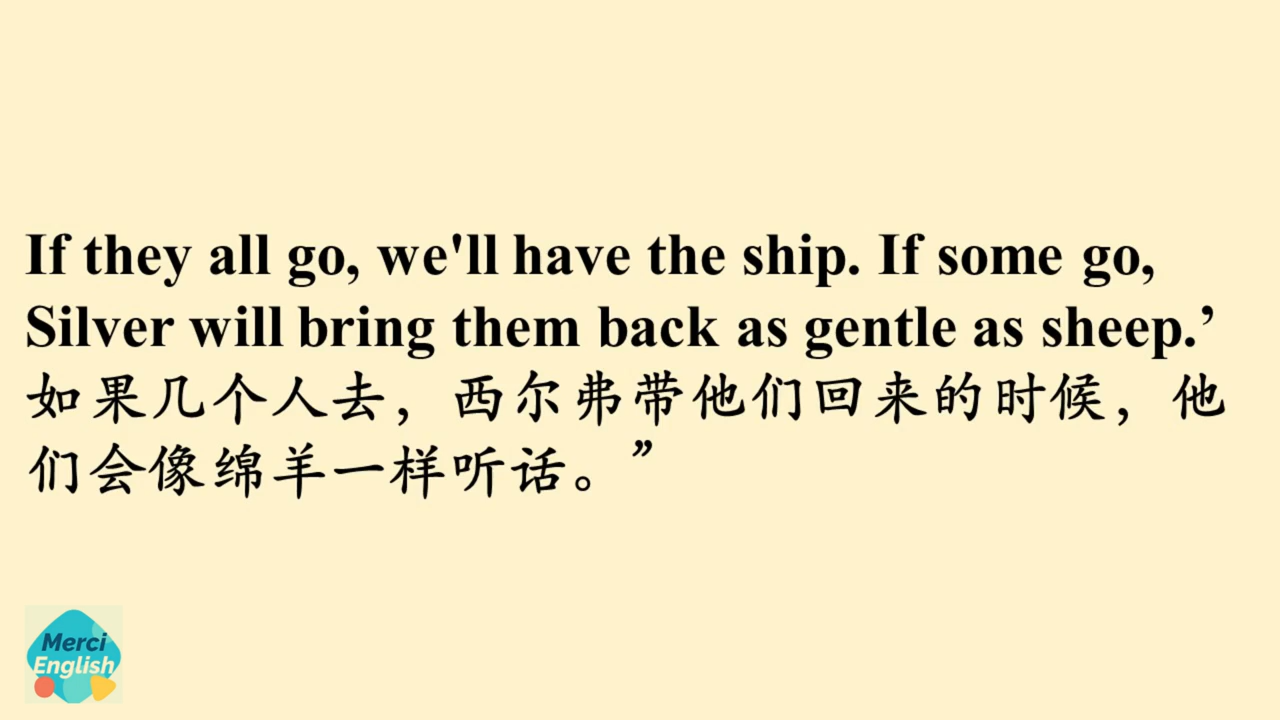 If they all go, we'll have the ship. If some go,
Silver will bring them back as gentle as sheep.’
如果几个人去，西尔弗带他们回来的时候，他
们会像绵羊一样听话。”
Merci
English